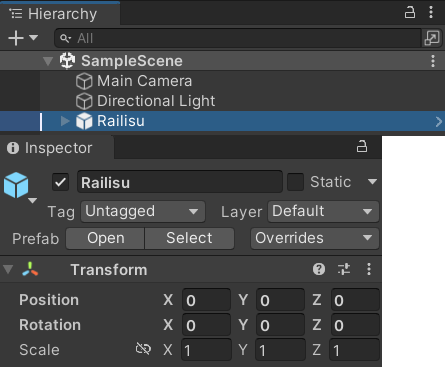 Hierarchy
All
SampleScene
Main Camera
Directional Light
Railisu
Inspector
Railisu Static
Tag Untagged Layer Default
Prefab Open Select Overrides
Transform
Position X 0 Y 0 Z 0
Rotation X 0 Y 0 Z 0
Scale X 1 Y 1 Z 1